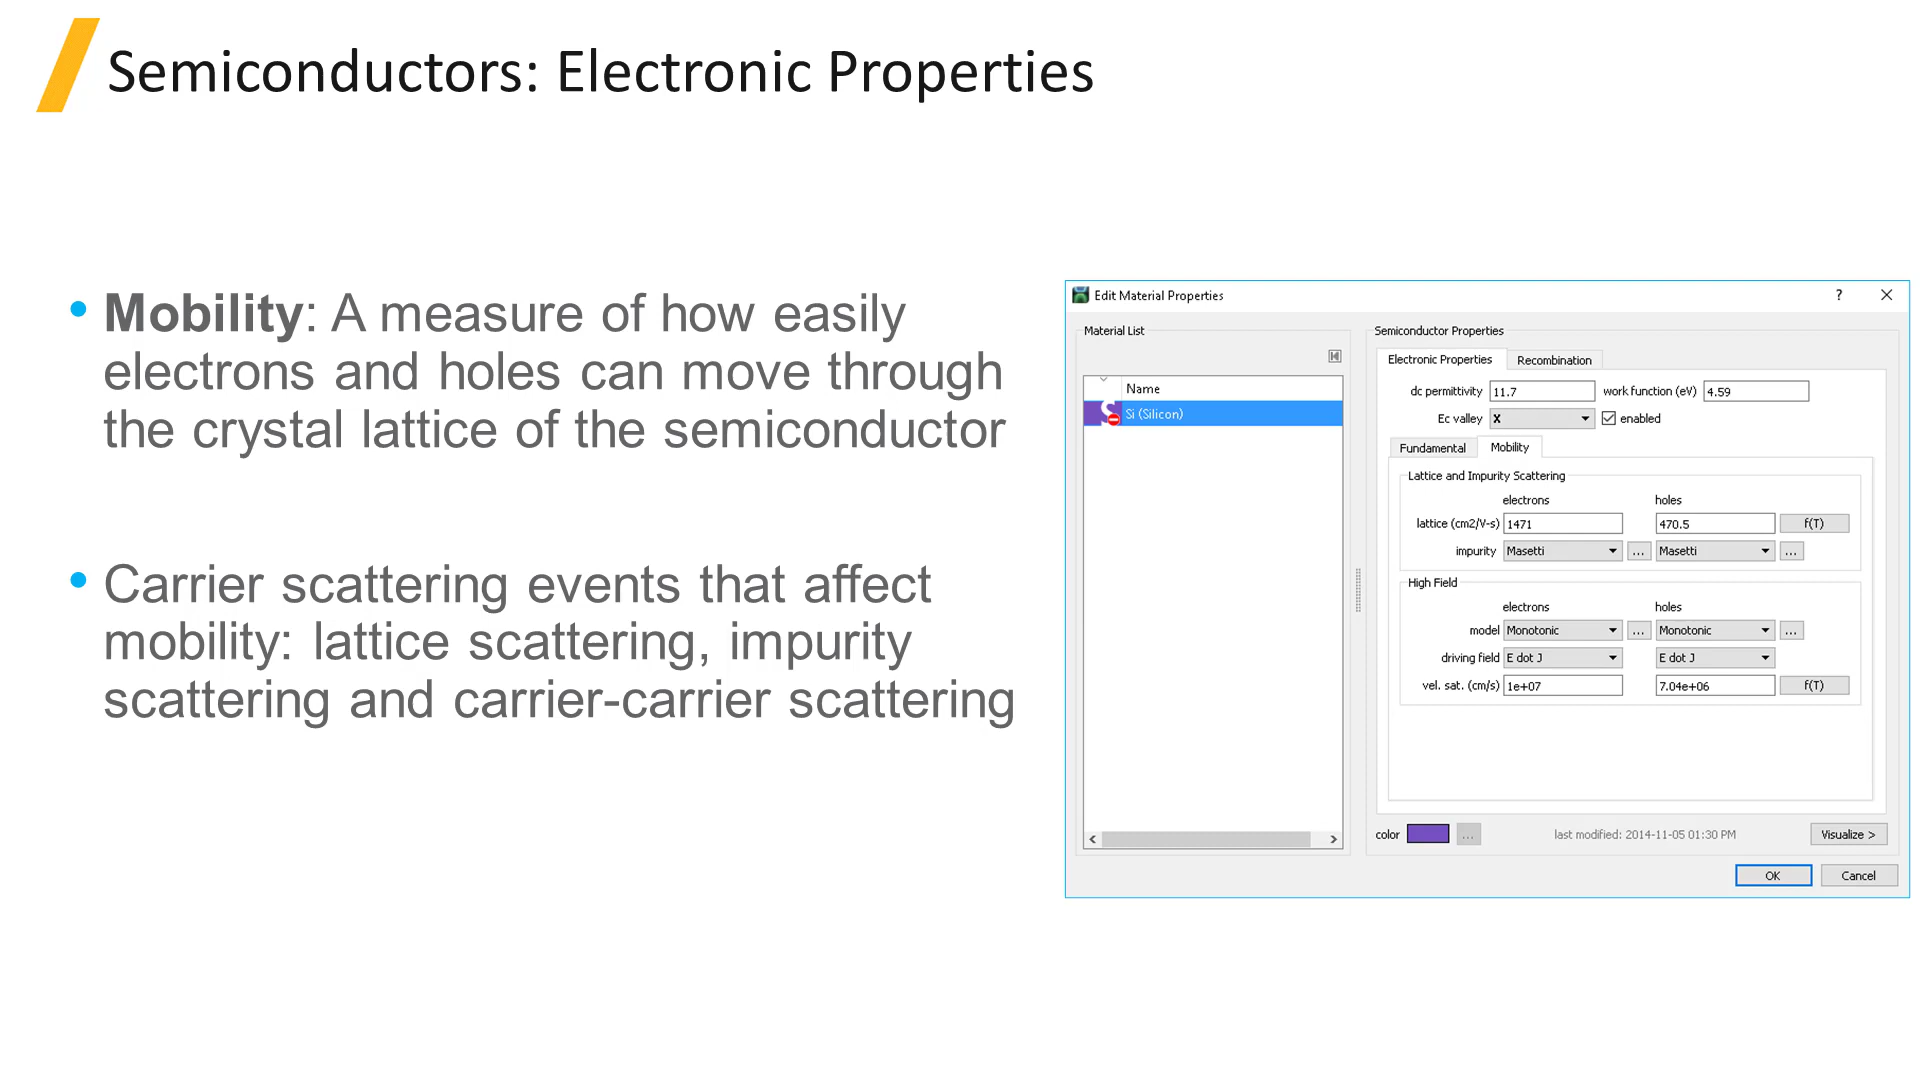 Semiconductors: Electronic Properties
• Mobility: A measure of how easily
electrons and holes can move through
the crystal lattice of the semiconductor
• Carrier scattering events that affect
mobility: lattice scattering, impurity
scattering and carrier-carrier scattering
Edit Material Properties ?
Material List
Name
Si (Silicon)
Semiconductor Properties
Electronic Properties Recombination
dc permittivity 11.7 work function (eV) 4.59
Ec valley X enabled
Fundamental Mobility
Lattice and Impurity Scattering
electrons holes
lattice (cm2/V-s) 1471 470.5 f(T)
impurity Masetti ... Masetti ...
High Field
electrons holes
model Monotonic ... Monotonic ...
driving field E dot J E dot J
vel. sat. (cm/s) 1e+07 7.04e+06 f(T)
color ... last modified: 2014-11-05 01:30 PM Visualize >
OK Cancel